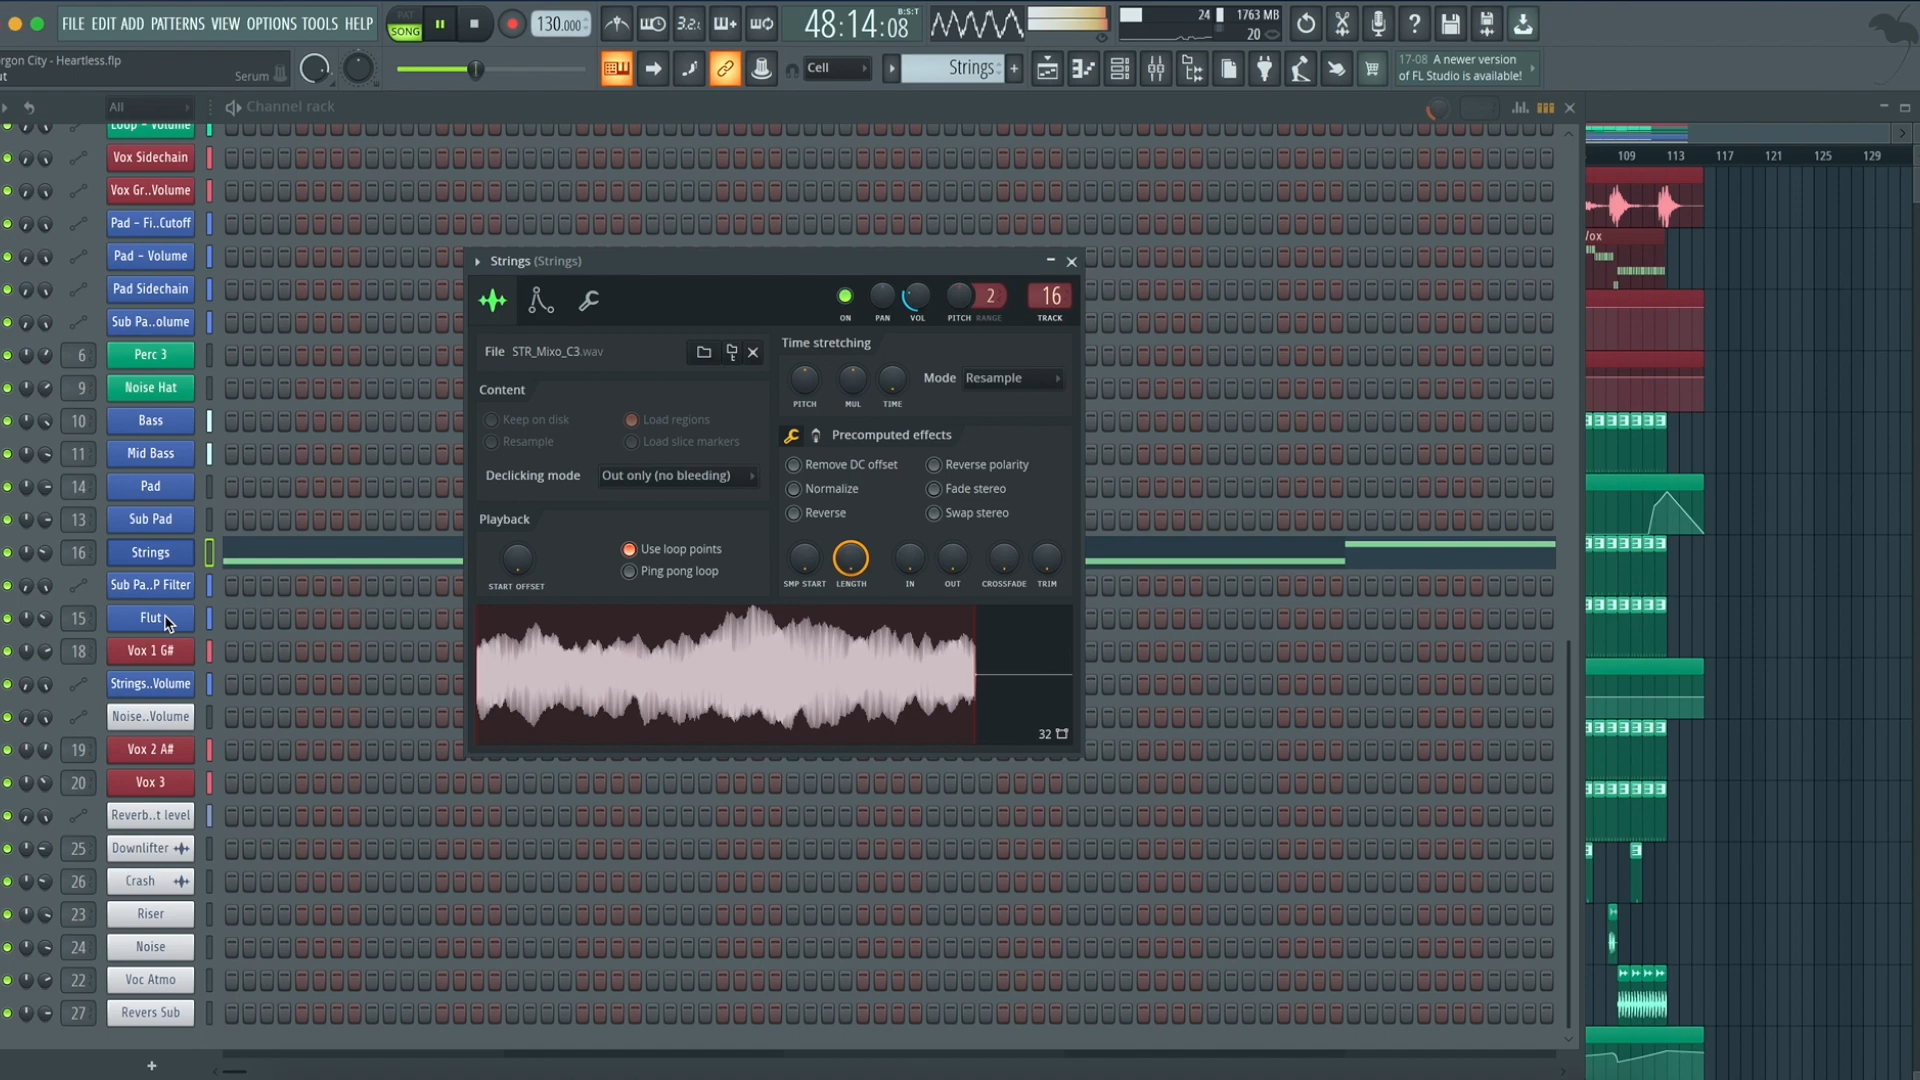 FILE EDIT ADD PATTERNS VIEW OPTIONS TOOLS HELP
PAT
SONG
130.000
3.2.
48:14:08
B:S:T
24
1763 MB
20
rgon City - Heartless.flp
ut
Serum
Cell
Strings
17-08 A newer version
of FL Studio is available!
All
Channel rack
Loop - Volume
Vox Sidechain
Vox Gr..Volume
Pad - Fi..Cutoff
Pad - Volume
Pad Sidechain
Sub Pa..olume
6 Perc 3
9 Noise Hat
10 Bass
11 Mid Bass
14 Pad
13 Sub Pad
16 Strings
Sub Pa..P Filter
15 Flut
18 Vox 1 G#
Strings..Volume
Noise..Volume
19 Vox 2 A#
20 Vox 3
Reverb..t level
25 Downlifter
26 Crash
23 Riser
24 Noise
22 Voc Atmo
27 Revers Sub
+
Strings (Strings)
ON PAN VOL PITCH RANGE TRACK
2
16
File STR_Mixo_C3.wav
Content
Keep on disk
Load regions
Resample
Load slice markers
Declicking mode Out only (no bleeding)
Playback
START OFFSET
Use loop points
Ping pong loop
Time stretching
PITCH MUL TIME
Mode Resample
Precomputed effects
Remove DC offset
Reverse polarity
Normalize
Fade stereo
Reverse
Swap stereo
SMP START LENGTH IN OUT CROSSFADE TRIM
32
109 113 117 121 125 129
Vox